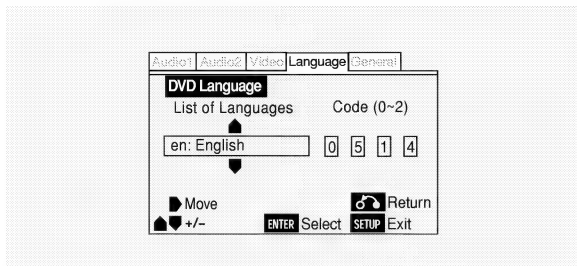 Audio1 Audio2 Video Language General
DVD Language
List of Languages Code (0~2)
en: English 0 5 1 4
Move Return
+/– ENTER Select SETUP Exit